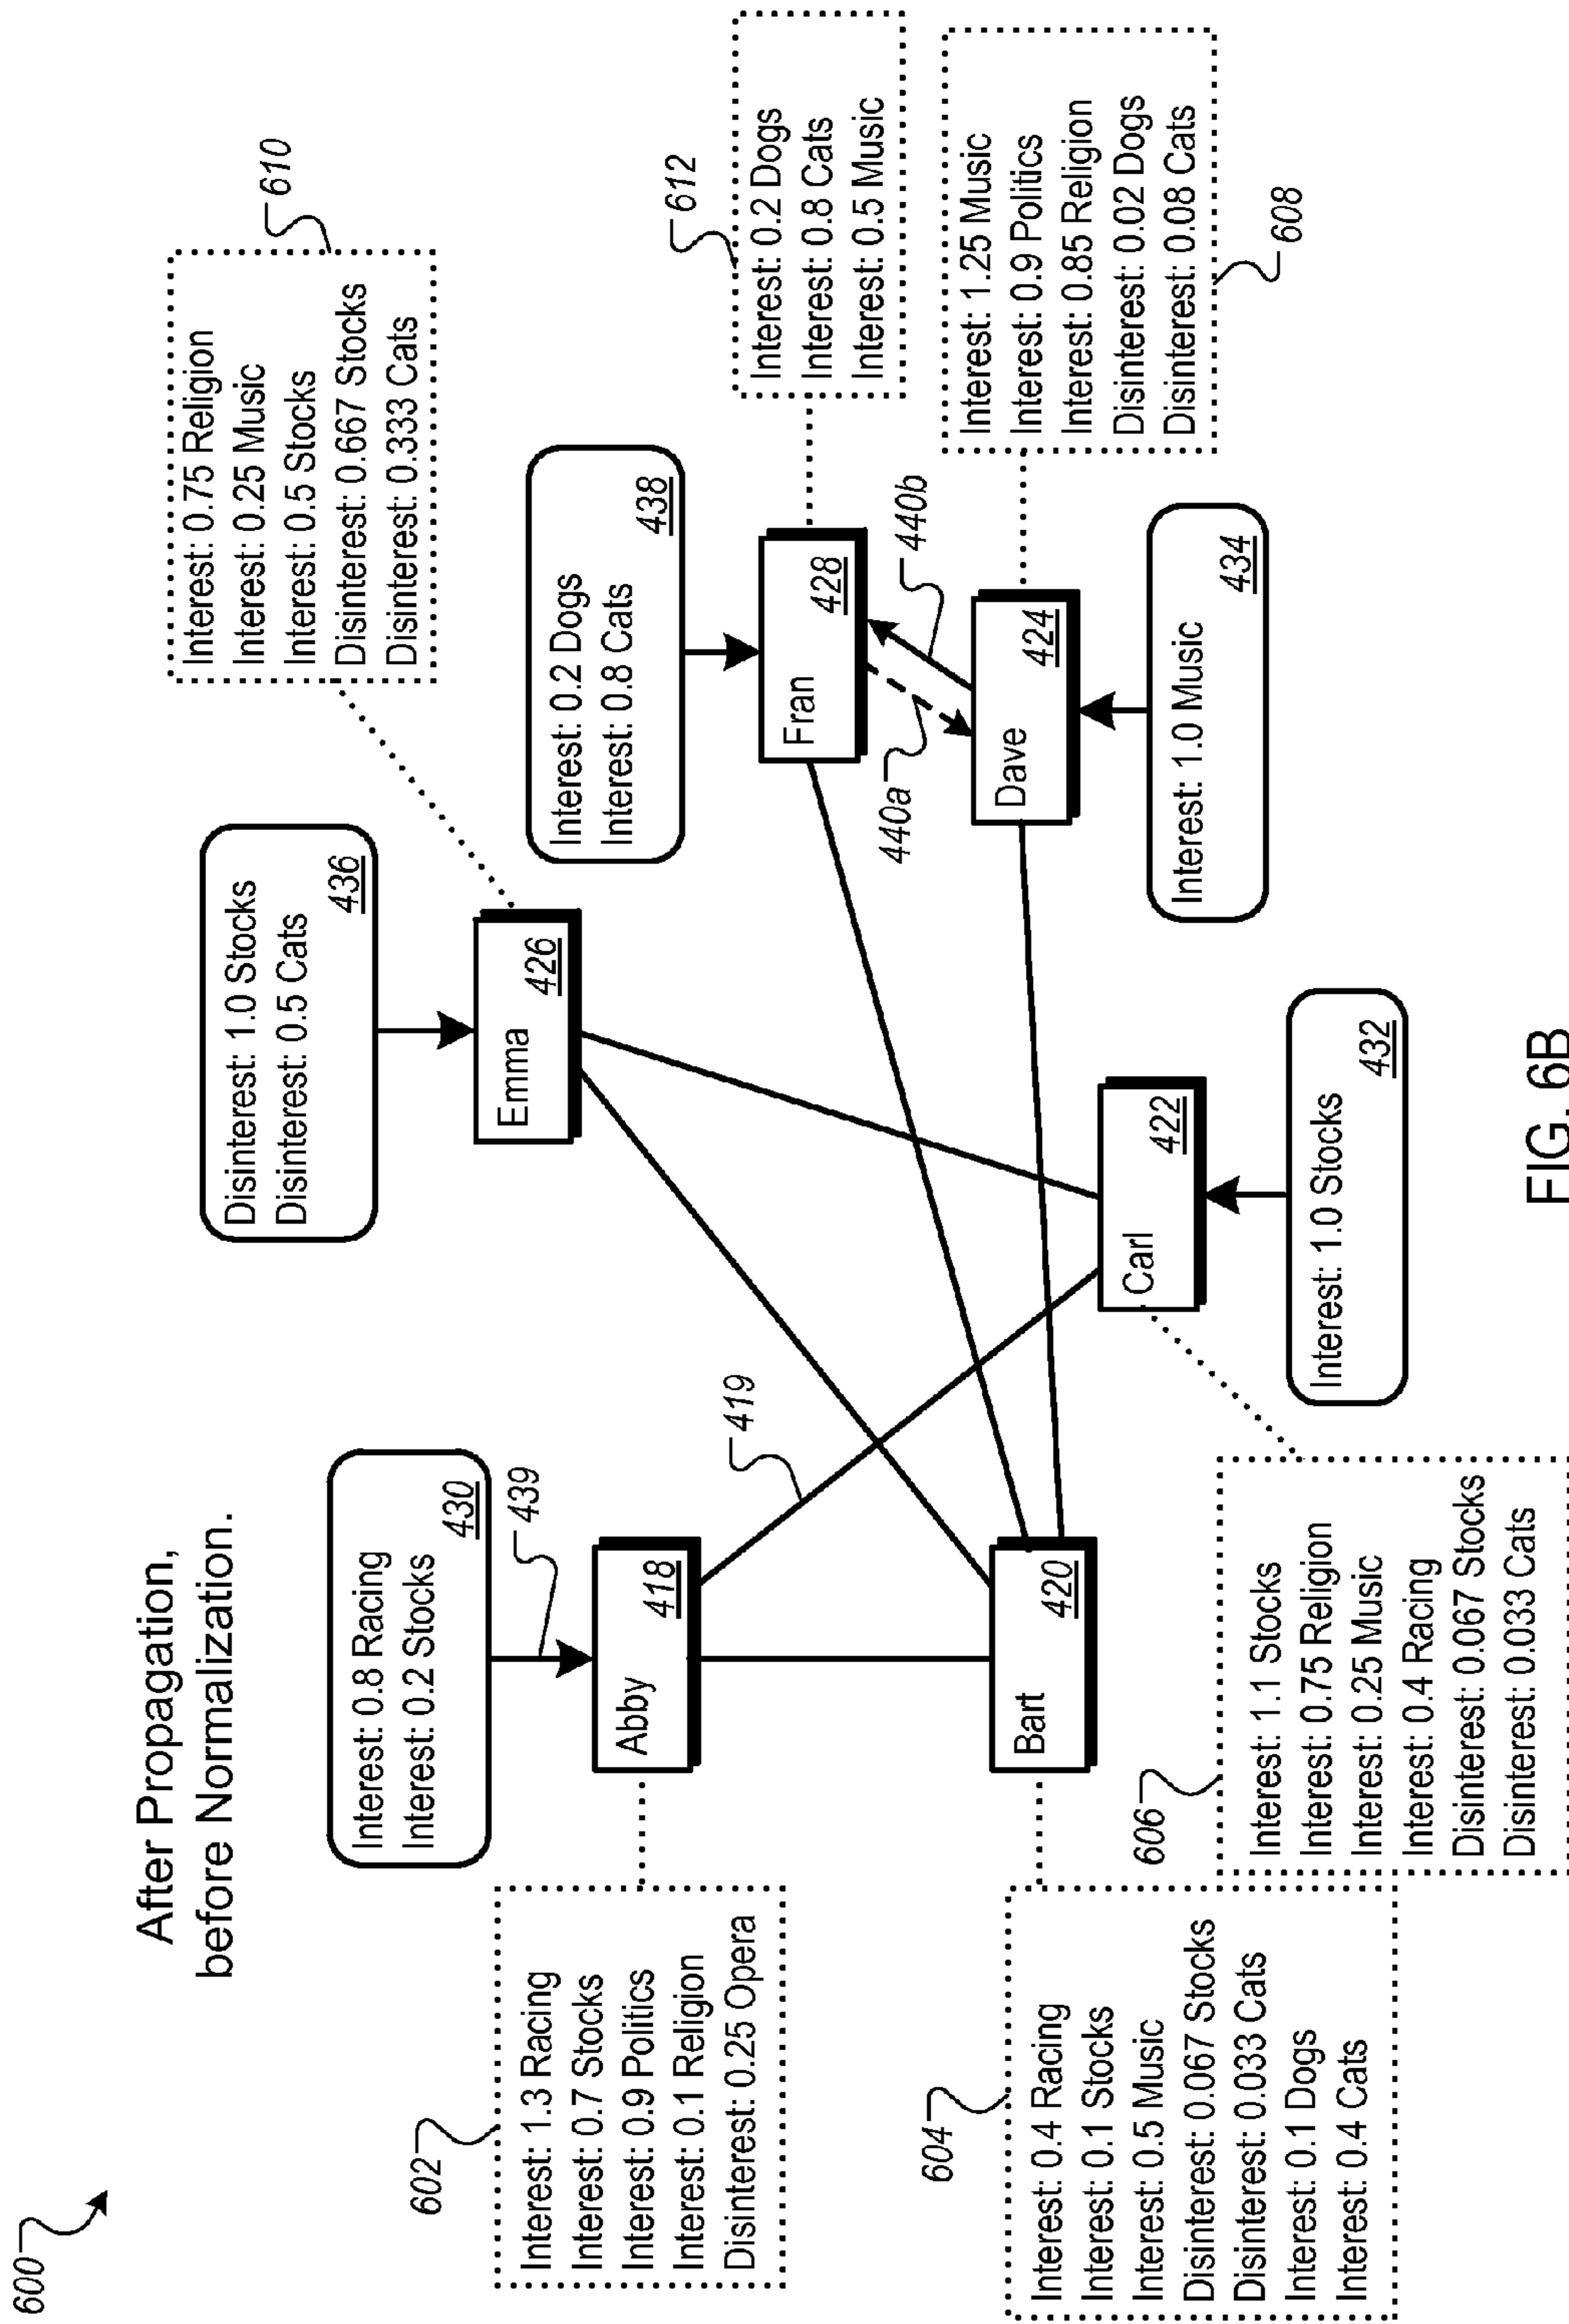 600
After Propagation,
before Normalization.
610
Interest: 0.75 Religion
Interest: 0.25 Music
Interest: 0.5 Stocks
Disinterest: 0.667 Stocks
Disinterest: 0.333 Cats
Disinterest: 1.0 Stocks
Disinterest: 0.5 Cats
436
Interest: 0.8 Racing
Interest: 0.2 Stocks
430
439
602
Interest: 1.3 Racing
Interest: 0.7 Stocks
Interest: 0.9 Politics
Interest: 0.1 Religion
Disinterest: 0.25 Opera
Abby
418
419
Emma
426
Interest: 0.2 Dogs
Interest: 0.8 Cats
438
612
Interest: 0.2 Dogs
Interest: 0.8 Cats
Interest: 0.5 Music
Fran
428
440a
440b
Dave
424
Interest: 1.25 Music
Interest: 0.9 Politics
Interest: 0.85 Religion
Disinterest: 0.02 Dogs
Disinterest: 0.08 Cats
608
Interest: 1.0 Music
434
604
Interest: 0.4 Racing
Interest: 0.1 Stocks
Interest: 0.5 Music
Disinterest: 0.067 Stocks
Disinterest: 0.033 Cats
Interest: 0.1 Dogs
Interest: 0.4 Cats
Bart
420
Carl
422
606
Interest: 1.1 Stocks
Interest: 0.75 Religion
Interest: 0.25 Music
Interest: 0.4 Racing
Disinterest: 0.067 Stocks
Disinterest: 0.033 Cats
Interest: 1.0 Stocks
432
FIG. 6B